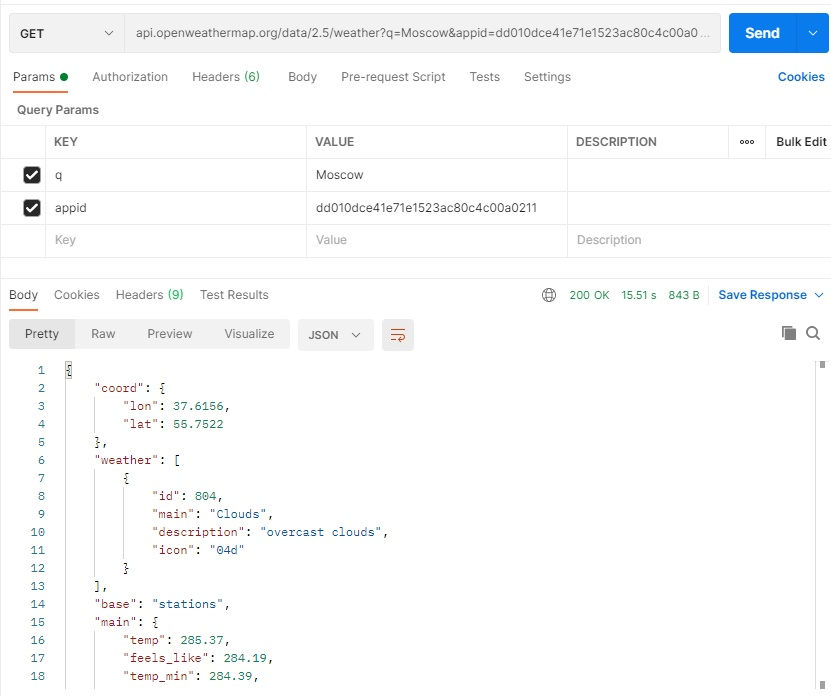 GET api.openweathermap.org/data/2.5/weather?q=Moscow&appid=dd010dce41e71e1523ac80c4c00a0... Send
Params Authorization Headers (6) Body Pre-request Script Tests Settings Cookies
Query Params
KEY VALUE DESCRIPTION ooo Bulk Edit
q Moscow
appid dd010dce41e71e1523ac80c4c00a0211
Key Value Description
Body Cookies Headers (9) Test Results 200 OK 15.51 s 843 B Save Response
Pretty Raw Preview Visualize JSON
1 {
2 "coord": {
3 "lon": 37.6156,
4 "lat": 55.7522
5 },
6 "weather": [
7 {
8 "id": 804,
9 "main": "Clouds",
10 "description": "overcast clouds",
11 "icon": "04d"
12 }
13 ],
14 "base": "stations",
15 "main": {
16 "temp": 285.37,
17 "feels_like": 284.19,
18 "temp_min": 284.39,